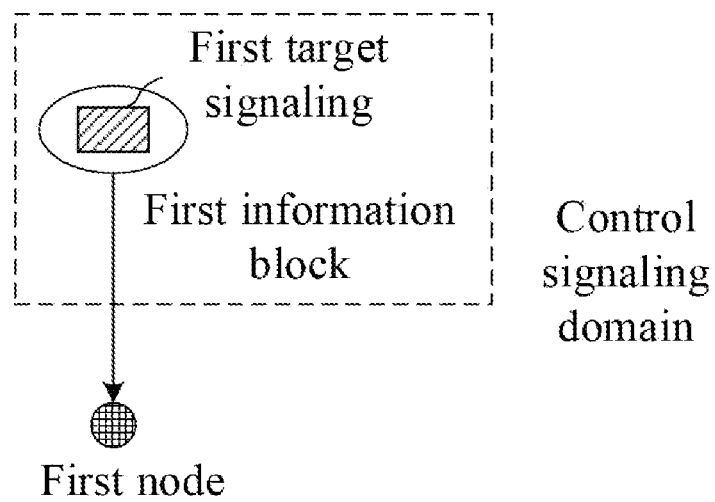 First target
signaling
First information
block
Control
signaling
domain
First node